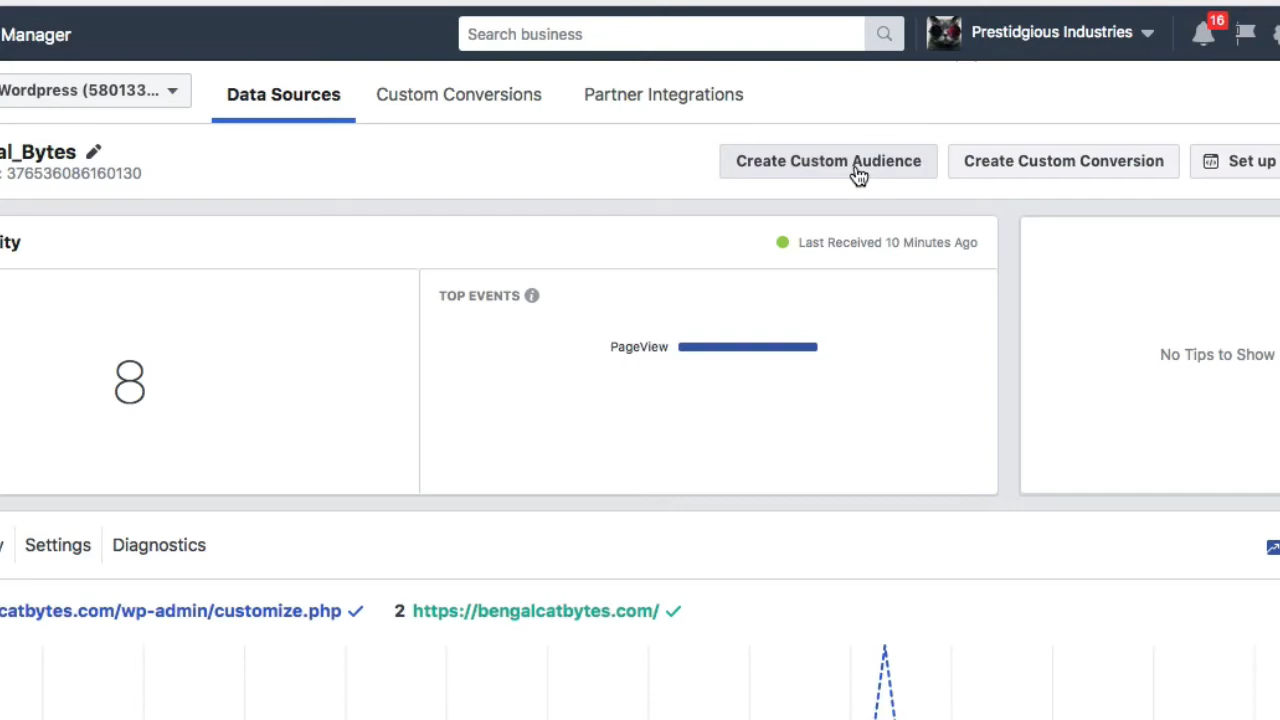 Manager
Search business
Prestidgious Industries
16
Wordpress (580133...
Data Sources
Custom Conversions
Partner Integrations
al_Bytes
: 376536086160130
Create Custom Audience
Create Custom Conversion
Set up
ity
Last Received 10 Minutes Ago
TOP EVENTS
PageView
8
No Tips to Show
Settings
Diagnostics
catbytes.com/wp-admin/customize.php
2 https://bengalcatbytes.com/